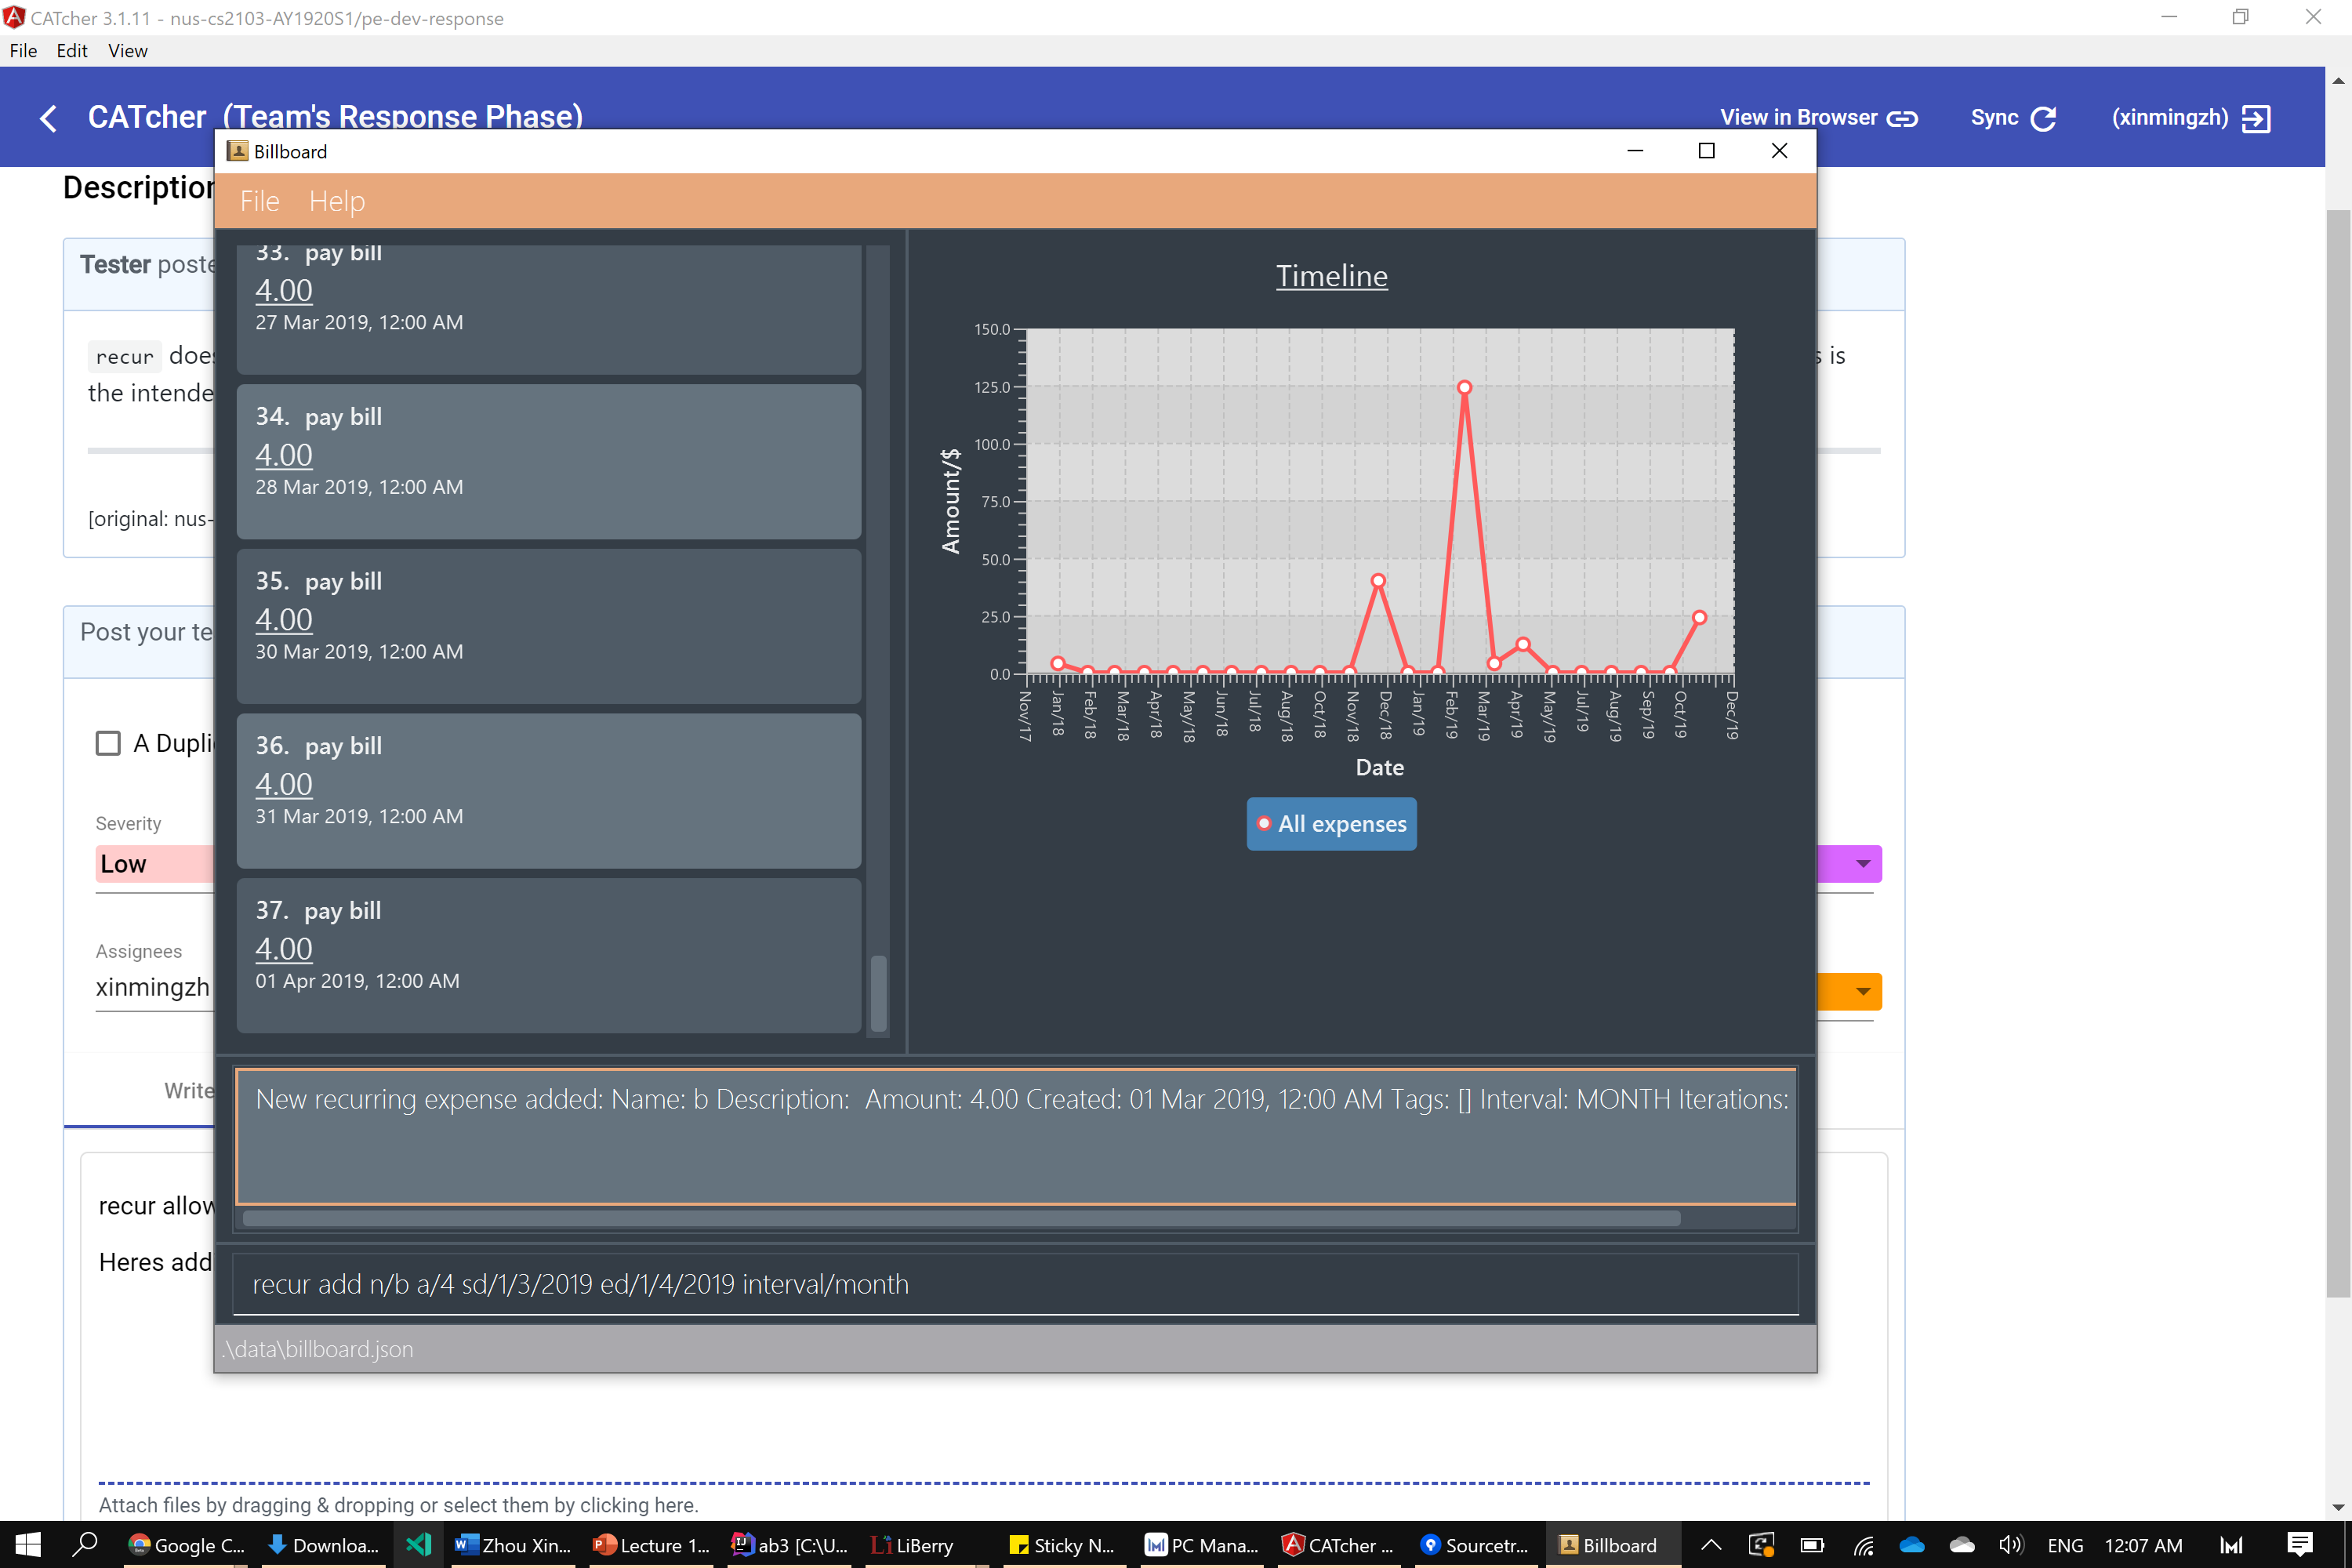 CATcher 3.1.11 - nus-cs2103-AY1920S1/pe-dev-response
File Edit View
CATcher (Team's Response Phase)
View in Browser Sync (xinmingzh)
Billboard
File Help
Description
Tester poste
recur does
s is
the intende
[original: nus-
Post your te
A Dupli
Severity
Low
Assignees
xinmingzh
Write
recur allow
Heres add
33. pay bill
4.00
27 Mar 2019, 12:00 AM
34. pay bill
4.00
28 Mar 2019, 12:00 AM
35. pay bill
4.00
30 Mar 2019, 12:00 AM
36. pay bill
4.00
31 Mar 2019, 12:00 AM
37. pay bill
4.00
01 Apr 2019, 12:00 AM
Timeline
Amount/$
150.0
125.0
100.0
75.0
50.0
25.0
0.0
Nov/17 Jan/18 Feb/18 Mar/18 Apr/18 May/18 Jun/18 Jul/18 Aug/18 Oct/18 Nov/18 Dec/18 Jan/19 Feb/19 Mar/19 Apr/19 May/19 Jul/19 Aug/19 Sep/19 Oct/19 Dec/19
Date
All expenses
New recurring expense added: Name: b Description: Amount: 4.00 Created: 01 Mar 2019, 12:00 AM Tags: [] Interval: MONTH Iterations:
recur add n/b a/4 sd/1/3/2019 ed/1/4/2019 interval/month
.\data\billboard.json
Attach files by dragging & dropping or select them by clicking here.
Google C... Downloa... Zhou Xin... Lecture 1... ab3 [C:\U... LiBerry Sticky N... PC Mana... CATcher ... Sourcetr... Billboard ENG 12:07 AM